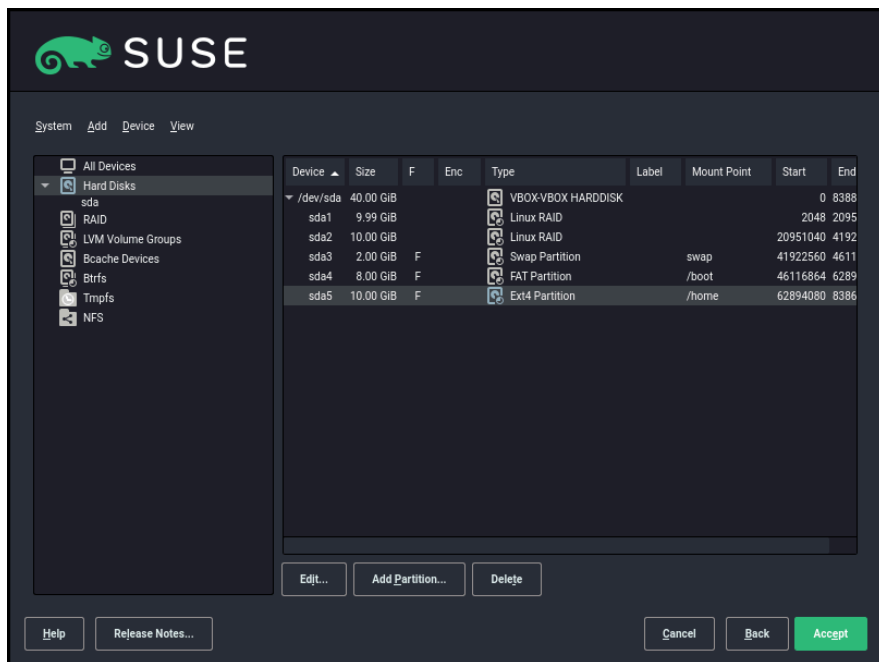 SUSE
System Add Device View
All Devices
Hard Disks
sda
RAID
LVM Volume Groups
Bcache Devices
Btrfs
Tmpfs
NFS
Device Size F Enc Type Label Mount Point Start End
/dev/sda 40.00 GiB VBOX-VBOX HARDDISK 0 8388
sda1 9.99 GiB Linux RAID 2048 2095
sda2 10.00 GiB Linux RAID 20951040 4192
sda3 2.00 GiB F Swap Partition swap 41922560 4611
sda4 8.00 GiB F FAT Partition /boot 46116864 6289
sda5 10.00 GiB F Ext4 Partition /home 62894080 8386
Edit... Add Partition... Delete
Help Release Notes... Cancel Back Accept